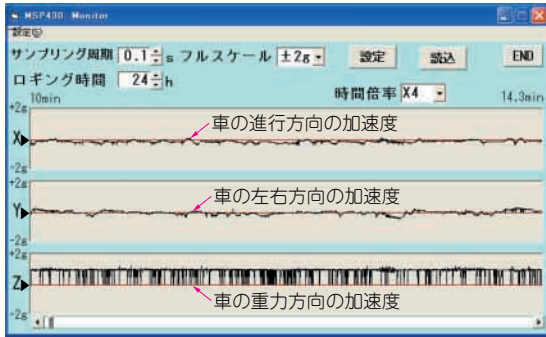 MSP430 Monitor
設定(S)
サンプリング周期 0.1 s フルスケール ±2g 設定 読込 END
ロギング時間 24 h
時間倍率 X4
10min 14.3min
+2g
車の進行方向の加速度
X
-2g
+2g
車の左右方向の加速度
Y
-2g
+2g
Z
車の重力方向の加速度
-2g